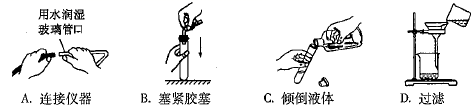 用水润湿
玻璃管口
A. 连接仪器
B. 塞紧胶塞
C. 倾倒液体
D. 过滤